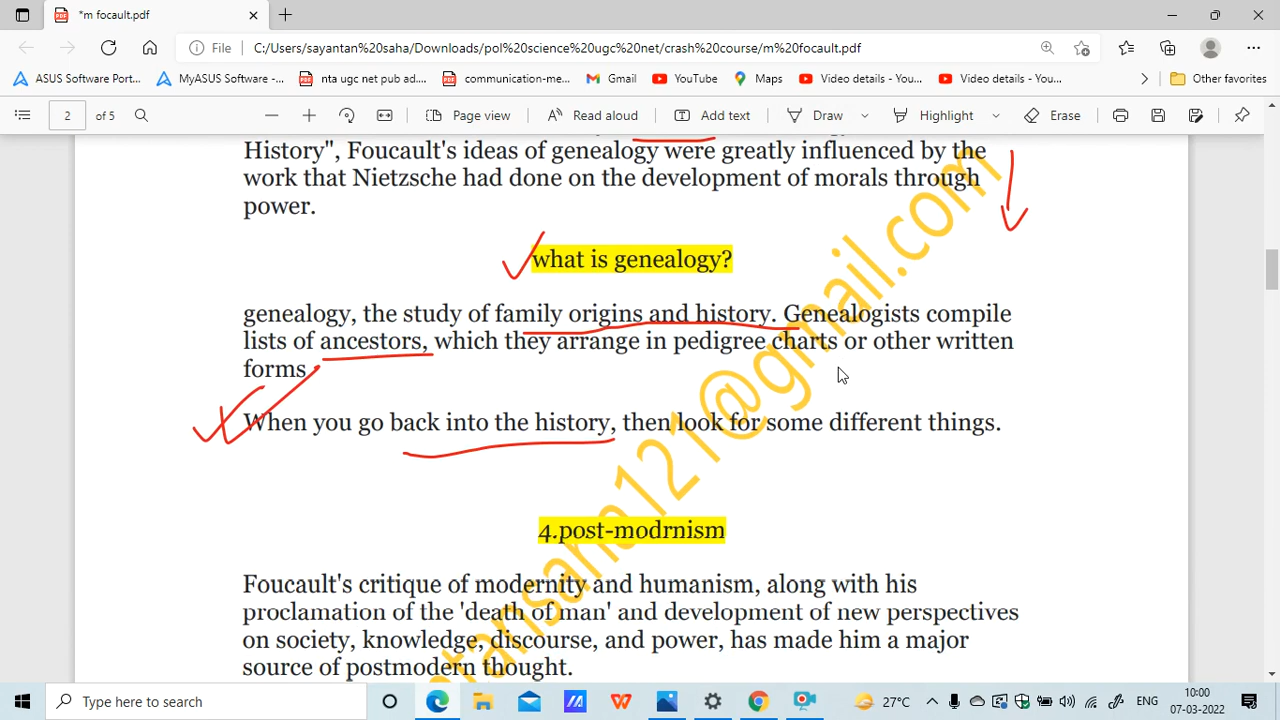 *m focault.pdf
File
C:/Users/sayantan%20saha/Downloads/pol%20science%20ugc%20net/crash%20course/m%20focault.pdf
ASUS Software Port...
MyASUS Software -...
nta ugc net pub ad...
communication-me...
Gmail
YouTube
Maps
Video details - You...
Video details - You...
Other favorites
2 of 5
Page view
Read aloud
Add text
Draw
Highlight
Erase
History", Foucault's ideas of genealogy were greatly influenced by the
work that Nietzsche had done on the development of morals through
power.
what is genealogy?
genealogy, the study of family origins and history. Genealogists compile
lists of ancestors, which they arrange in pedigree charts or other written
forms
When you go back into the history, then look for some different things.
4.post-modrnism
Foucault's critique of modernity and humanism, along with his
proclamation of the 'death of man' and development of new perspectives
on society, knowledge, discourse, and power, has made him a major
source of postmodern thought.
tansaha121@gmail.com
Type here to search
27°C
ENG
10:00
07-03-2022